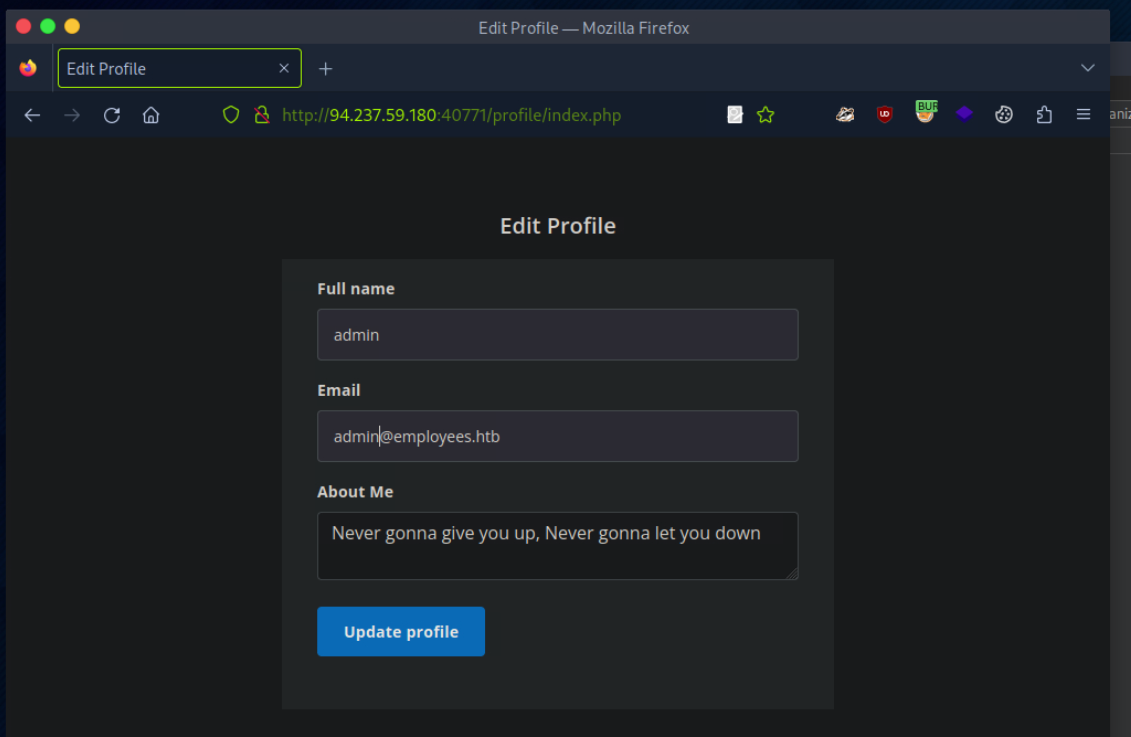 Edit Profile — Mozilla Firefox
Edit Profile
http://94.237.59.180:40771/profile/index.php
UD
BUR
aniz
Edit Profile
Full name
admin
Email
admin@employees.htb
About Me
Never gonna give you up, Never gonna let you down
Update profile